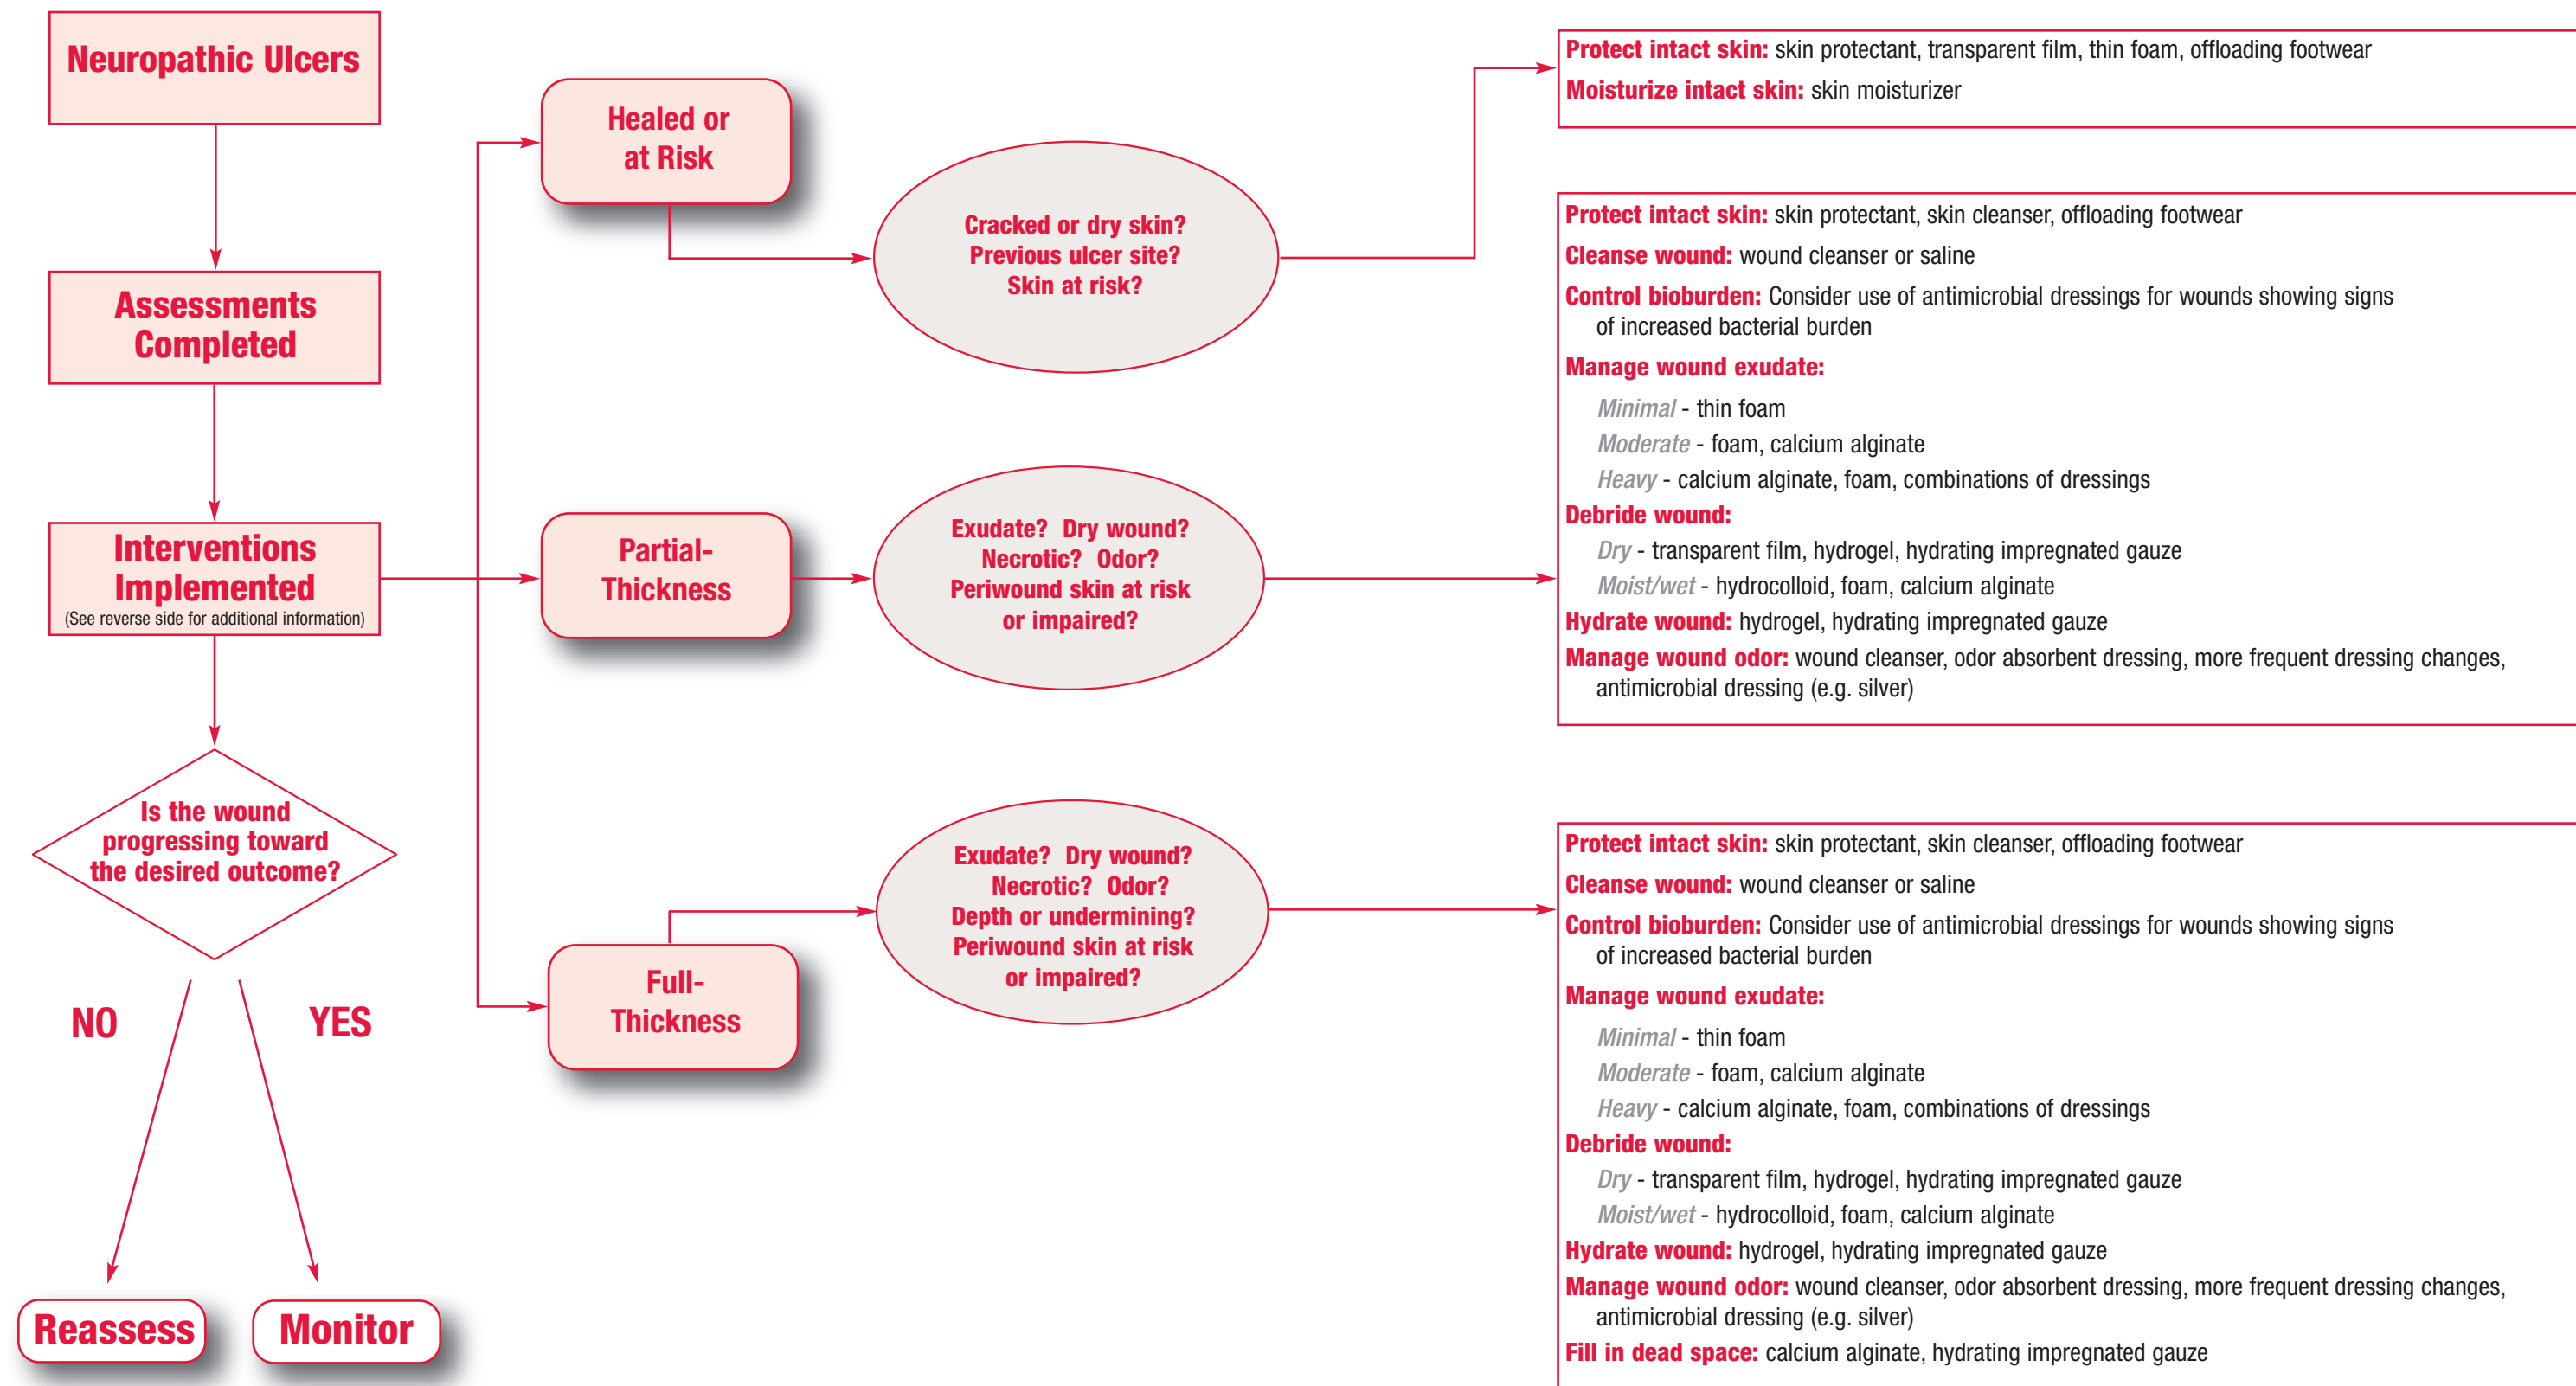 Neuropathic Ulcers
Assessments
Completed
Interventions
Implemented
(See reverse side for additional information)
Is the wound
progressing toward
the desired outcome?
NO
YES
Reassess
Monitor
Healed or
at Risk
Cracked or dry skin?
Previous ulcer site?
Skin at risk?
Protect intact skin: skin protectant, transparent film, thin foam, offloading footwear
Moisturize intact skin: skin moisturizer
Partial-
Thickness
Exudate? Dry wound?
Necrotic? Odor?
Periwound skin at risk
or impaired?
Protect intact skin: skin protectant, skin cleanser, offloading footwear
Cleanse wound: wound cleanser or saline
Control bioburden: Consider use of antimicrobial dressings for wounds showing signs
of increased bacterial burden
Manage wound exudate:
Minimal - thin foam
Moderate - foam, calcium alginate
Heavy - calcium alginate, foam, combinations of dressings
Debride wound:
Dry - transparent film, hydrogel, hydrating impregnated gauze
Moist/wet - hydrocolloid, foam, calcium alginate
Hydrate wound: hydrogel, hydrating impregnated gauze
Manage wound odor: wound cleanser, odor absorbent dressing, more frequent dressing changes,
antimicrobial dressing (e.g. silver)
Full-
Thickness
Exudate? Dry wound?
Necrotic? Odor?
Depth or undermining?
Periwound skin at risk
or impaired?
Protect intact skin: skin protectant, skin cleanser, offloading footwear
Cleanse wound: wound cleanser or saline
Control bioburden: Consider use of antimicrobial dressings for wounds showing signs
of increased bacterial burden
Manage wound exudate:
Minimal - thin foam
Moderate - foam, calcium alginate
Heavy - calcium alginate, foam, combinations of dressings
Debride wound:
Dry - transparent film, hydrogel, hydrating impregnated gauze
Moist/wet - hydrocolloid, foam, calcium alginate
Hydrate wound: hydrogel, hydrating impregnated gauze
Manage wound odor: wound cleanser, odor absorbent dressing, more frequent dressing changes,
antimicrobial dressing (e.g. silver)
Fill in dead space: calcium alginate, hydrating impregnated gauze